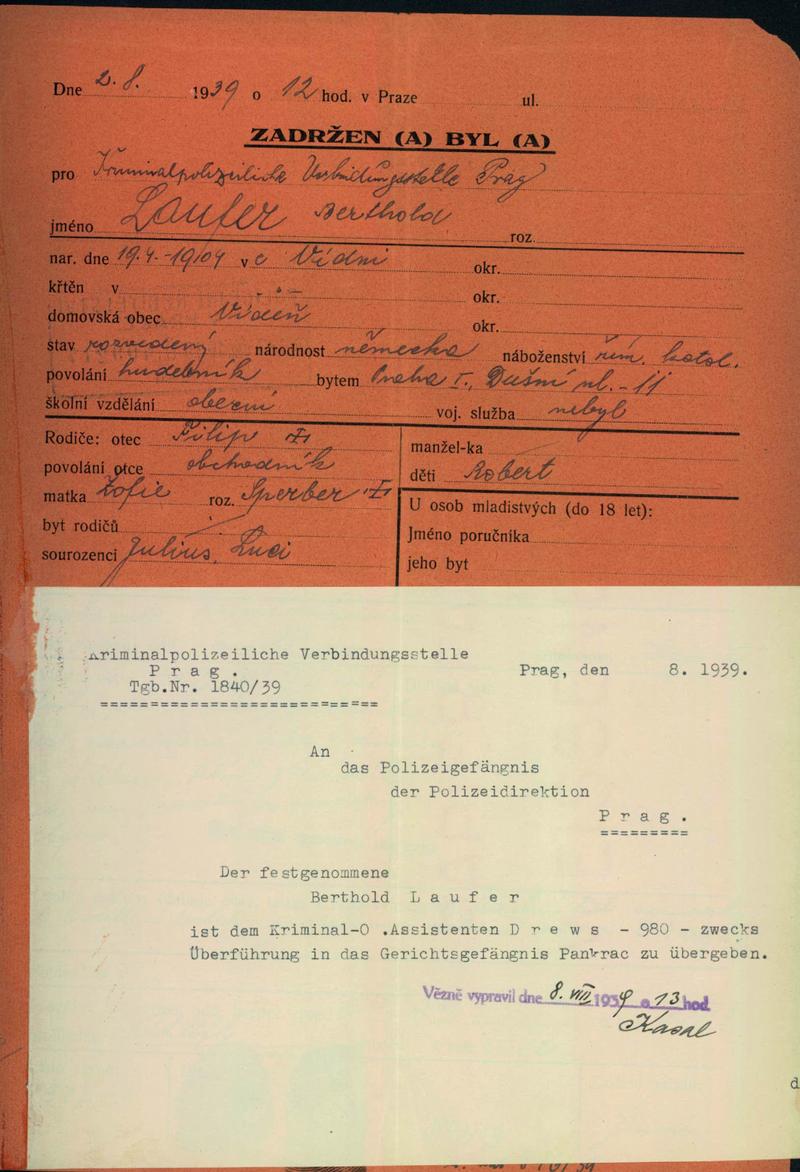 Dne 2. 8. 1939 o 12 hod. v Praze ul.
ZADRŽEN (A) BYL (A)
pro Kriminalpolizeiliche Verbindungsstelle Prag
jméno Laufer Berthold roz.
nar. dne 19.4.-1904 v e Vídni okr.
křtěn v -"- okr.
domovská obec Vídeň okr.
stav rozvedený národnost německá náboženství řím. katol.
povolání hudebník bytem Praha I., Dušní ul. - 11
školní vzdělání obecní voj. služba nebyl
Rodiče: otec Filip
povolání otce obchodník
matka Žofie roz. Sperber
byt rodičů
sourozenci Julius, Luci
manžel-ka
děti Robert
U osob mladistvých (do 18 let):
Jméno poručníka
jeho byt
Kriminalpolizeiliche Verbindungsstelle
P r a g .
Tgb.Nr. 1840/39
============================
Prag, den 8. 1939.
An
das Polizeigefängnis
der Polizeidirektion
P r a g .
=========
Der festgenommene
Berthold L a u f e r
ist dem Kriminal-O .Assistenten D r e w s - 980 - zwecks
Überführung in das Gerichtsgefängnis Pankrac zu übergeben.
Vězně vypravil dne 8. VIII 1939 o 13 hod
Kasal
d